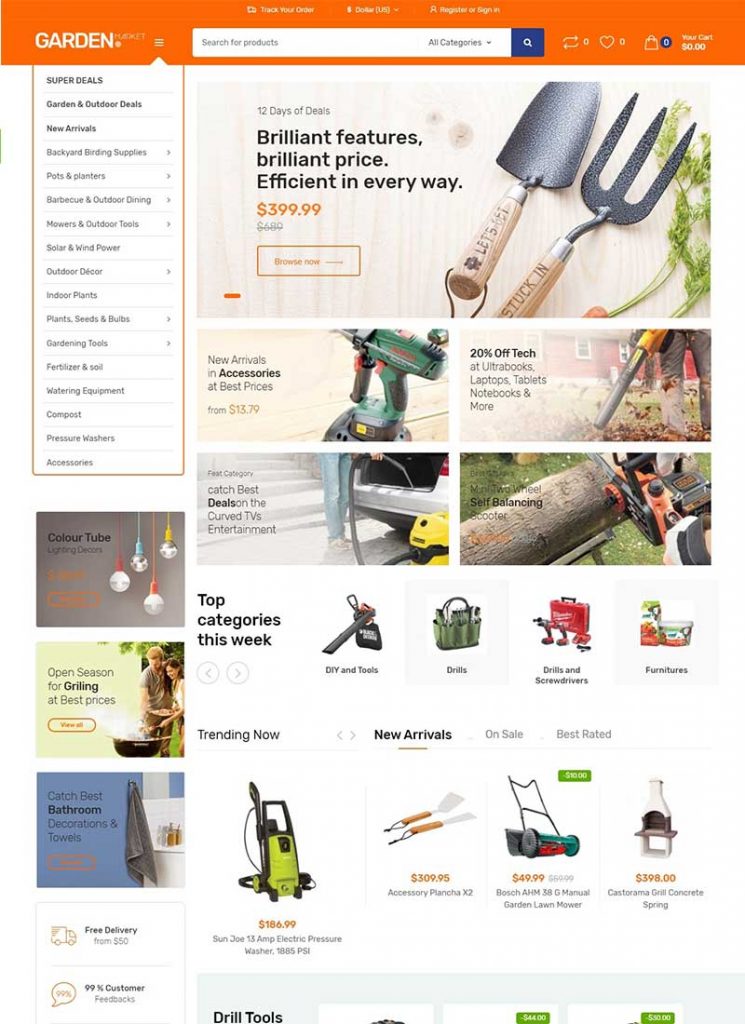 Track Your Order
$ Dollar (US)
Register or Sign in
GARDEN.
MARKET
Search for products
All Categories
0
0
0
Your Cart
$0.00
SUPER DEALS
Garden & Outdoor Deals
New Arrivals
Backyard Birding Supplies
Pots & planters
Barbecue & Outdoor Dining
Mowers & Outdoor Tools
Solar & Wind Power
Outdoor Décor
Indoor Plants
Plants, Seeds & Bulbs
Gardening Tools
Fertilizer & soil
Watering Equipment
Compost
Pressure Washers
Accessories
12 Days of Deals
Brilliant features,
brilliant price.
Efficient in every way.
$399.99
$689
Browse now
LET'S GET
STUCK IN
New Arrivals
in Accessories
at Best Prices
from $13.79
20% Off Tech
at Ultrabooks,
Laptops, Tablets
Notebooks &
More
Feat Category
catch Best
Dealson the
Curved TVs
Entertainment
Mini Two Wheel
Self Balancing
Scooter
Colour Tube
Lighting Decors
Open Season
for Griling
at Best prices
View all
Catch Best
Bathroom
Decorations &
Towels
Top
categories
this week
BLACK+DECKER
DIY and Tools
Drills
Milwaukee
Drills and
Screwdrivers
Furnitures
Trending Now
New Arrivals
On Sale
Best Rated
$186.99
Sun Joe 13 Amp Electric Pressure
Washer, 1885 PSI
$309.95
Accessory Plancha X2
-$10.00
$49.99 $59.99
Bosch AHM 38 G Manual
Garden Lawn Mower
$398.00
Castorama Grill Concrete
Spring
Free Delivery
from $50
99%
99 % Customer
Feedbacks
Drill Tools
-$44.00
-$30.00